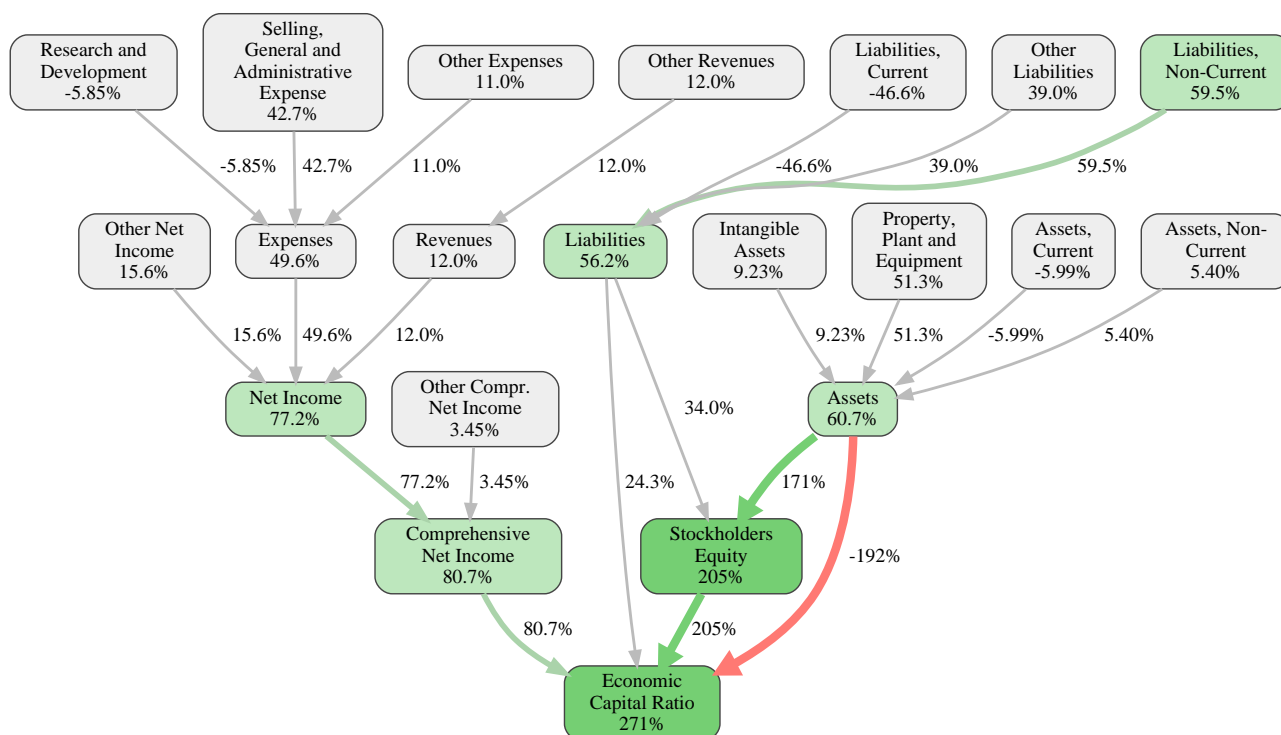 Research and
Development
-5.85%
Selling,
General and
Administrative
Expense
42.7%
Other Expenses
11.0%
Other Revenues
12.0%
Liabilities,
Current
-46.6%
Other
Liabilities
39.0%
Liabilities,
Non-Current
59.5%
-5.85%
42.7%
11.0%
12.0%
-46.6%
39.0%
59.5%
Other Net
Income
15.6%
Expenses
49.6%
Revenues
12.0%
Liabilities
56.2%
Intangible
Assets
9.23%
Property,
Plant and
Equipment
51.3%
Assets,
Current
-5.99%
Assets, Non-
Current
5.40%
15.6%
49.6%
12.0%
9.23%
51.3%
-5.99%
5.40%
Net Income
77.2%
Other Compr.
Net Income
3.45%
34.0%
Assets
60.7%
77.2%
3.45%
24.3%
171%
-192%
Comprehensive
Net Income
80.7%
Stockholders
Equity
205%
80.7%
205%
Economic
Capital Ratio
271%